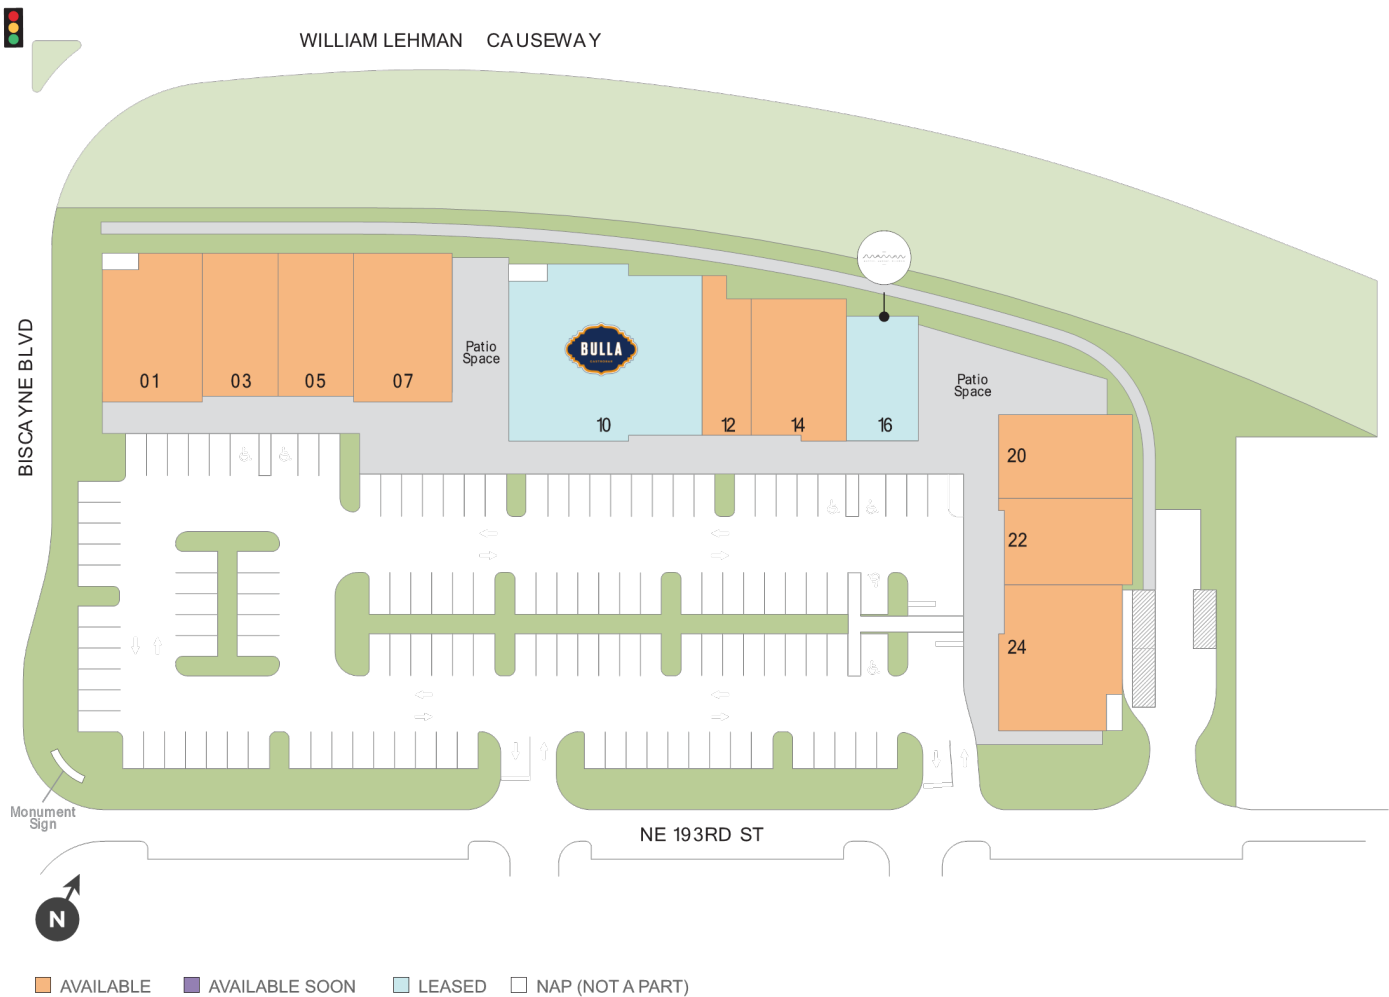 WILLIAM LEHMAN CAUSEWAY
BISCAYNE BLVD
01
03
05
07
Patio
Space
BULLA
10
12
14
16
Patio
Space
20
22
24
Monument
Sign
NE 193RD ST
N
AVAILABLE
AVAILABLE SOON
LEASED
NAP (NOT A PART)